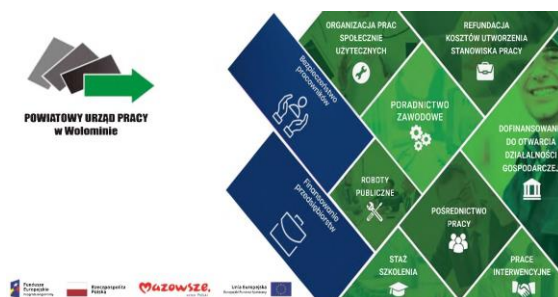 POWIATOWY URZĄD PRACY
w Wołominie
ORGANIZACJA PRAC
SPOŁECZNIE
UŻYTECZNYCH
REFUNDACJA
KOSZTÓW UTWORZENIA
STANOWISKA PRACY
Bezpieczeństwo
pracowników
PORADNICTWO
ZAWODOWE
DOFINANSOWANIE
DO OTWARCIA
DZIAŁALNOŚCI
GOSPODARCZEJ
ROBOTY
PUBLICZNE
Finansowanie
przedsiębiorstw
POŚREDNICTWO
PRACY
STAŻ
SZKOLENIA
PRACE
INTERWENCYJNE
Fundusze
Europejskie
Rzeczpospolita
Polska
Mazowsze.
Unia Europejska